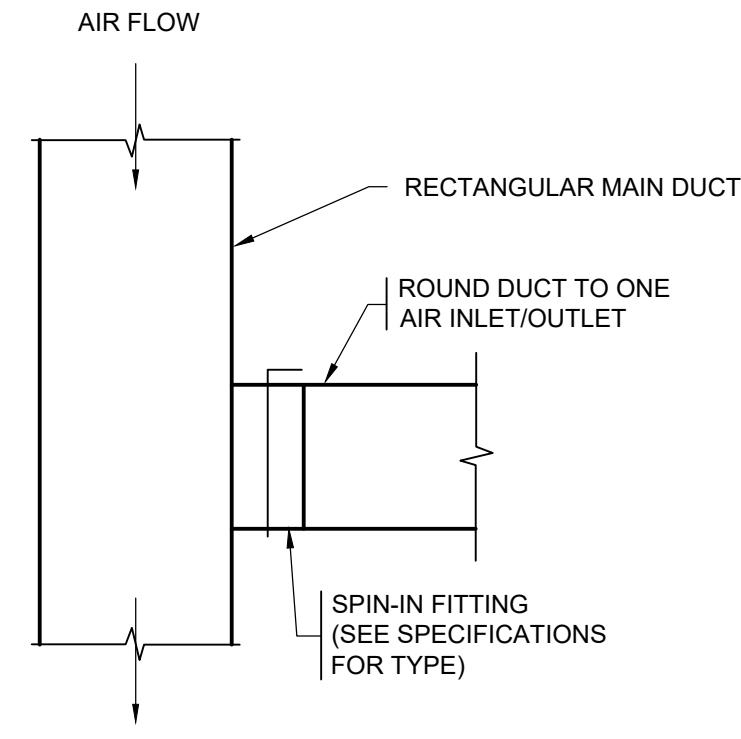 AIR FLOW
RECTANGULAR MAIN DUCT
ROUND DUCT TO ONE
AIR INLET/OUTLET
SPIN-IN FITTING
(SEE SPECIFICATIONS
FOR TYPE)